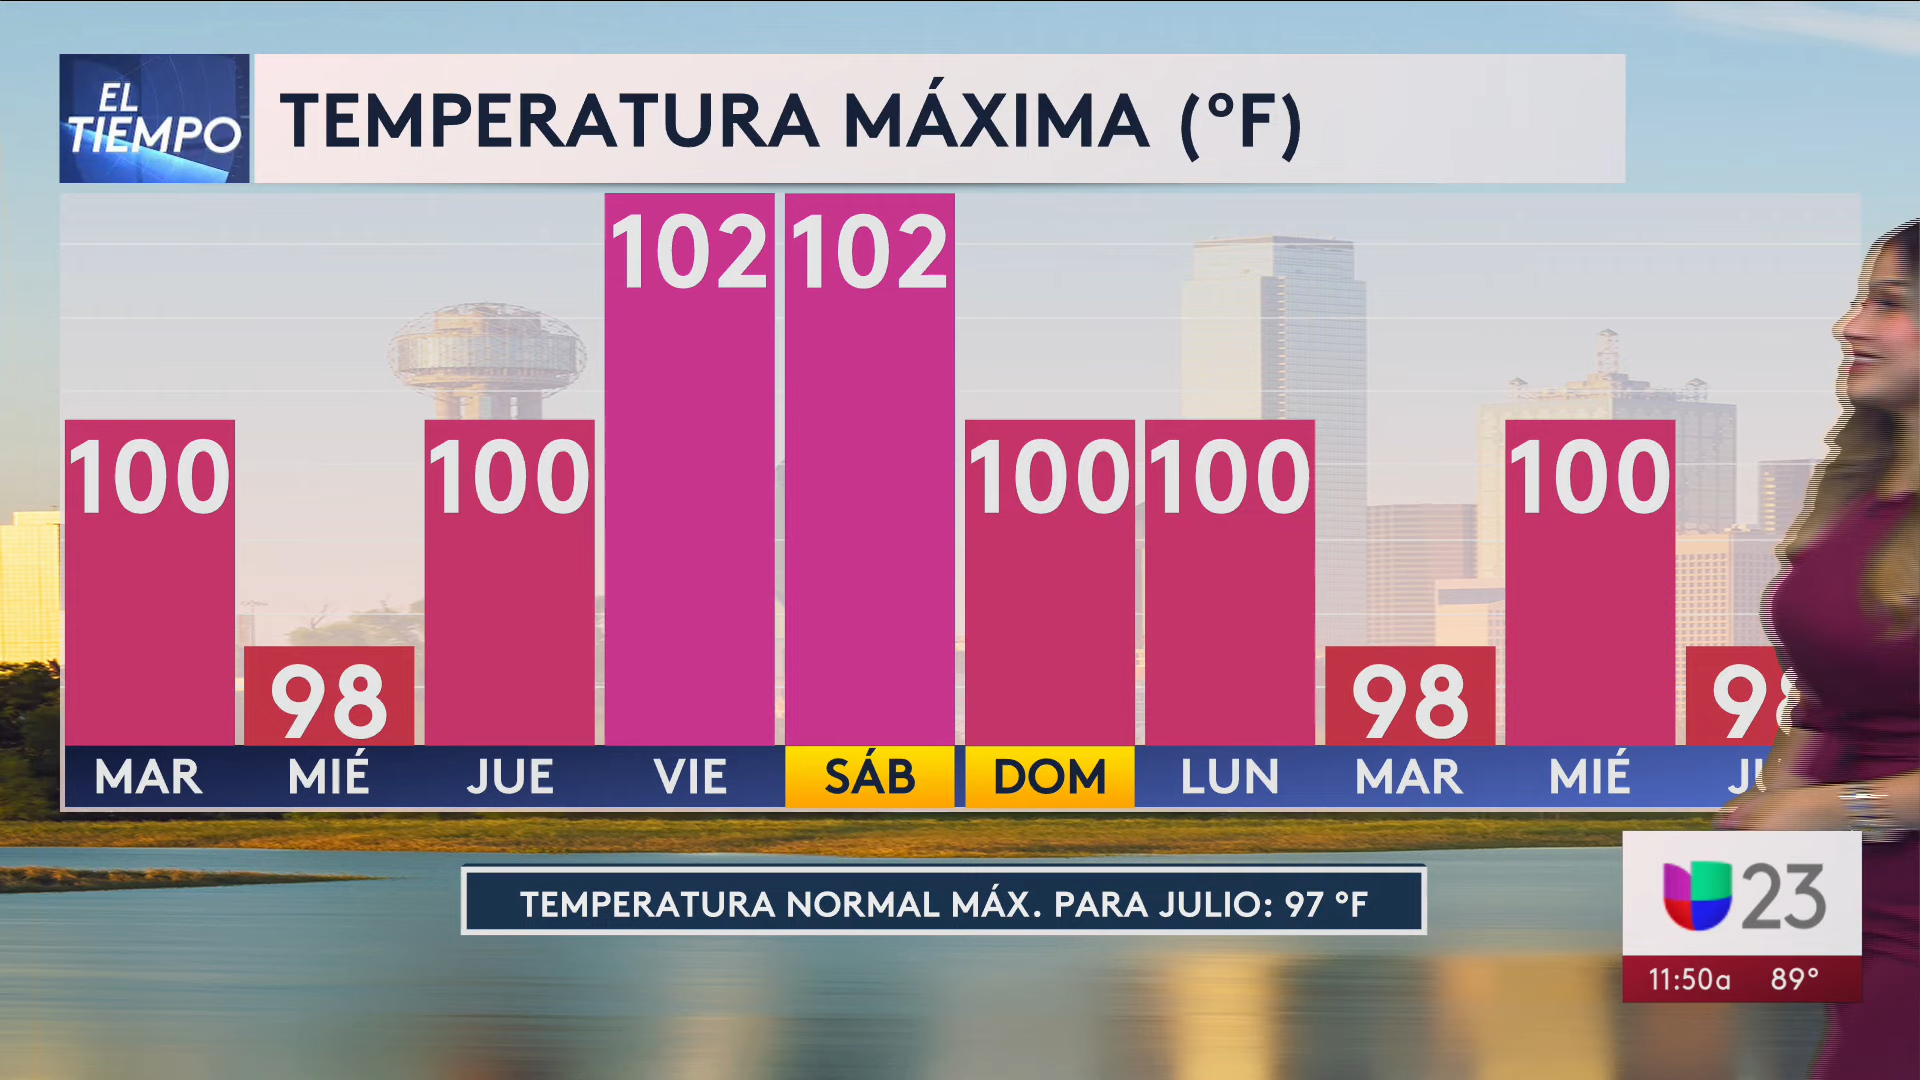 EL
TIEMPO
TEMPERATURA MÁXIMA (°F)
102 102
100 100 100 100 100
98 98
MAR MIÉ JUE VIE SÁB DOM LUN MAR MIÉ
TEMPERATURA NORMAL MÁX. PARA JULIO: 97 °F
23
11:50a 89°